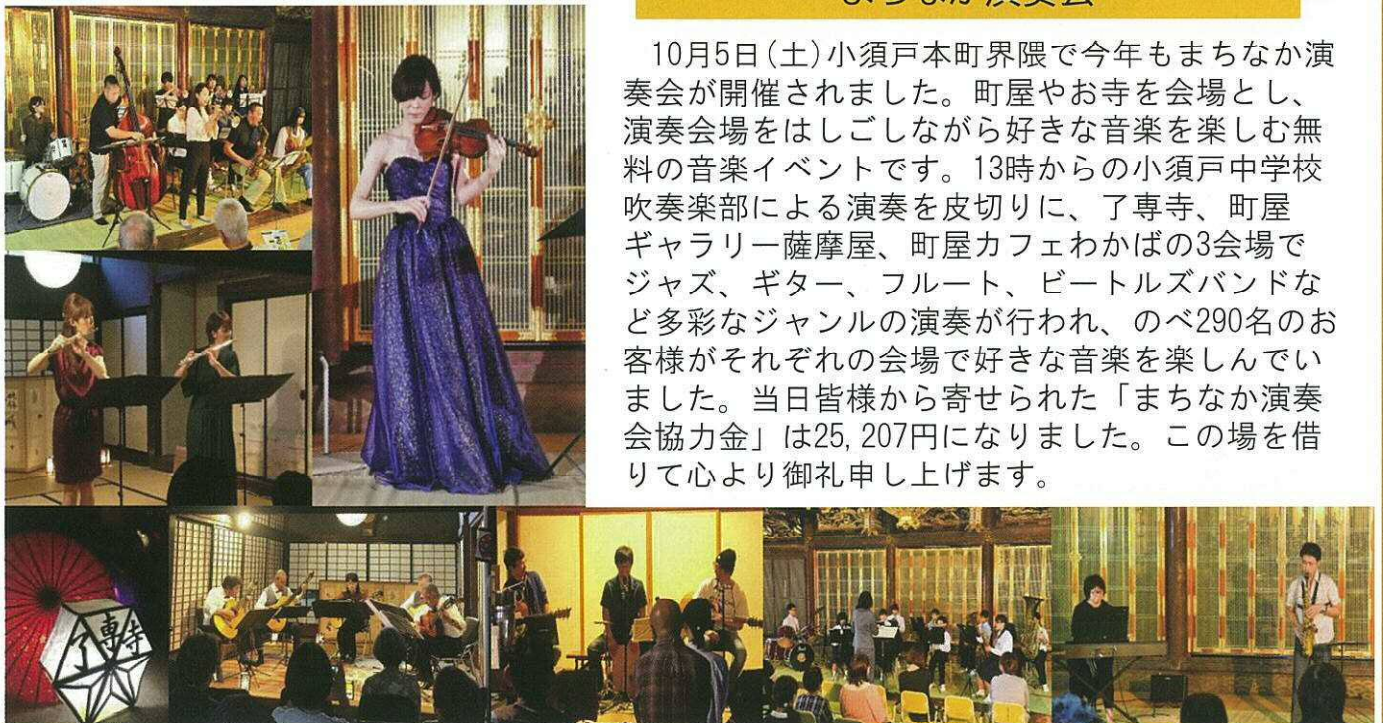 まちなか演奏会
10月5日(土)小須戸本町界隈で今年もまちなか演
奏会が開催されました。町屋やお寺を会場とし、
演奏会場をはしごしながら好きな音楽を楽しむ無
料の音楽イベントです。13時からの小須戸中学校
吹奏楽部による演奏を皮切りに、了専寺、町屋
ギャラリー薩摩屋、町屋カフェわかばの3会場で
ジャズ、ギター、フルート、ビートルズバンドな
ど多彩なジャンルの演奏が行われ、のべ290名のお
客様がそれぞれの会場で好きな音楽を楽しんでい
ました。当日皆様から寄せられた「まちなか演奏
会協力金」は25,207円になりました。この場を借
りて心より御礼申し上げます。
了専寺